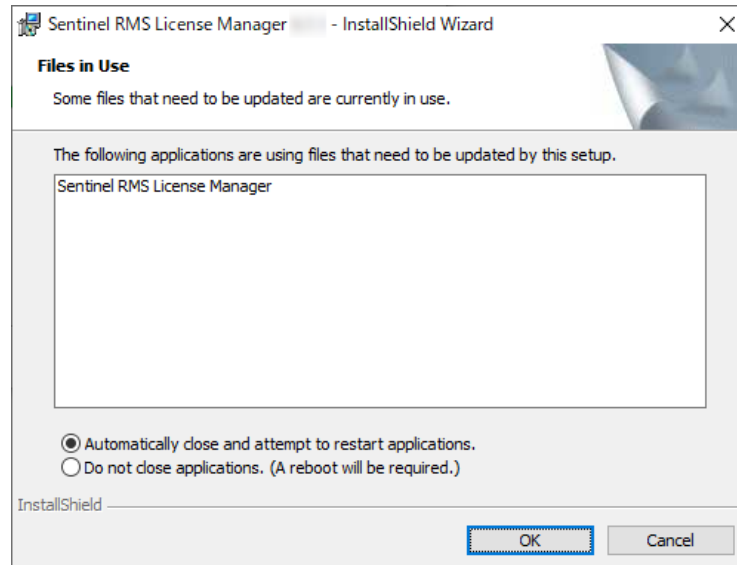 Sentinel RMS License Manager - InstallShield Wizard
Files in Use
Some files that need to be updated are currently in use.
The following applications are using files that need to be updated by this setup.
Sentinel RMS License Manager
Automatically close and attempt to restart applications.
Do not close applications. (A reboot will be required.)
InstallShield
OK
Cancel